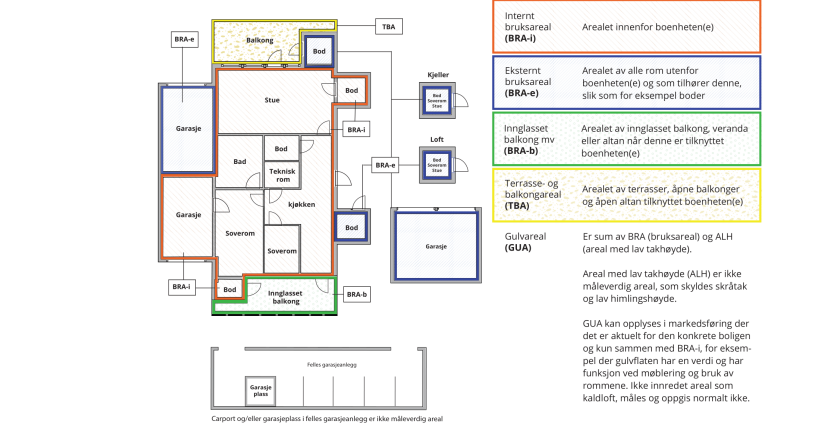 BRA-e
TBA
Balkong
Bod
Stue
Bod
Garasje
BRA-i
Bad
Bod
Teknisk
rom
kjøkken
Garasje
Soverom
Soverom
Bod
BRA-e
BRA-i
Bod
Innglasset
balkong
BRA-b
Kjeller
Bod
Soverom
Stue
Loft
Bod
Soverom
Stue
Garasje
Felles garasjeanlegg
Garasje
plass
Carport og/eller garasjeplass i felles garasjeanlegg er ikke måleverdig areal
Internt
bruksareal
(BRA-i)
Arealet innenfor boenheten(e)
Eksternt
bruksareal
(BRA-e)
Arealet av alle rom utenfor
boenheten(e) og som tilhører denne,
slik som for eksempel boder
Innglasset
balkong mv
(BRA-b)
Arealet av innglasset balkong, veranda
eller altan når denne er tilknyttet
boenheten(e)
Terrasse- og
balkongareal
(TBA)
Arealet av terrasser, åpne balkonger
og åpen altan tilknyttet boenheten(e)
Gulvareal
(GUA)
Er sum av BRA (bruksareal) og ALH
(areal med lav takhøyde).
Areal med lav takhøyde (ALH) er ikke
måleverdig areal, som skyldes skråtak
og lav himlingshøyde.
GUA kan opplyses i markedsføring der
det er aktuelt for den konkrete boligen
og kun sammen med BRA-i, for eksem-
pel der gulvflaten har en verdi og har
funksjon ved møblering og bruk av
rommene. Ikke innredet areal som
kaldloft, måles og oppgis normalt ikke.